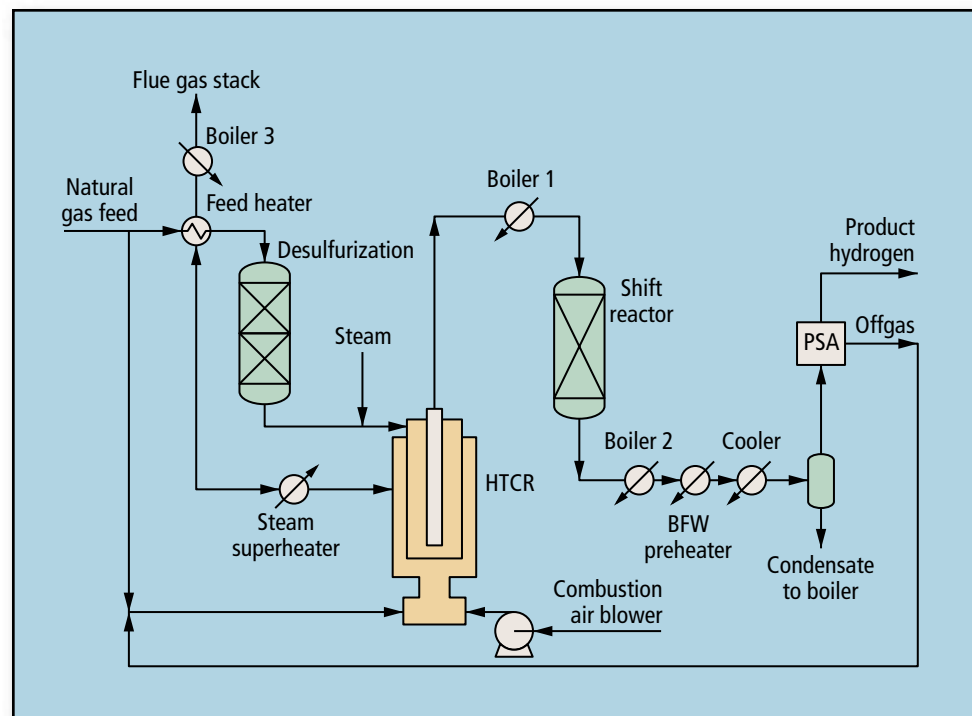 Flue gas stack
Boiler 3
Natural
gas feed
Feed heater
Desulfurization
Boiler 1
Product
hydrogen
Shift
reactor
Offgas
Steam
PSA
Boiler 2
Cooler
HTCR
Steam
superheater
BFW
preheater
Condensate
to boiler
Combustion
air blower